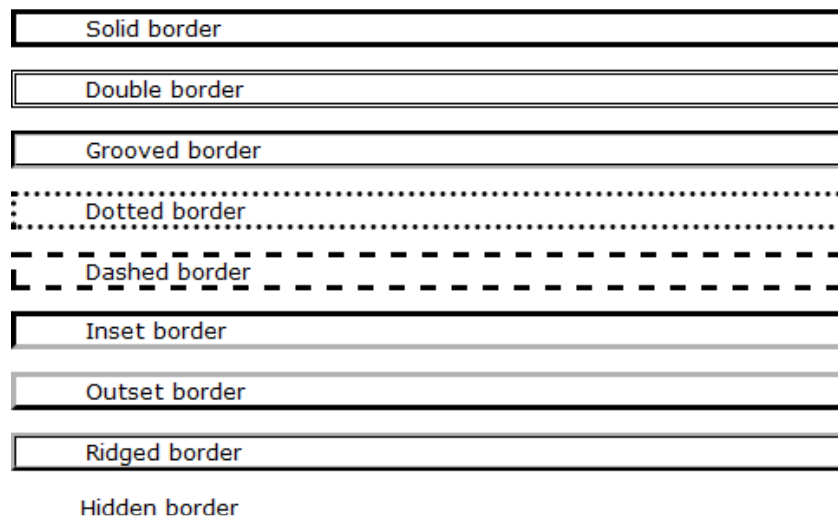 Solid border
Double border
Grooved border
Dotted border
Dashed border
Inset border
Outset border
Ridged border
Hidden border